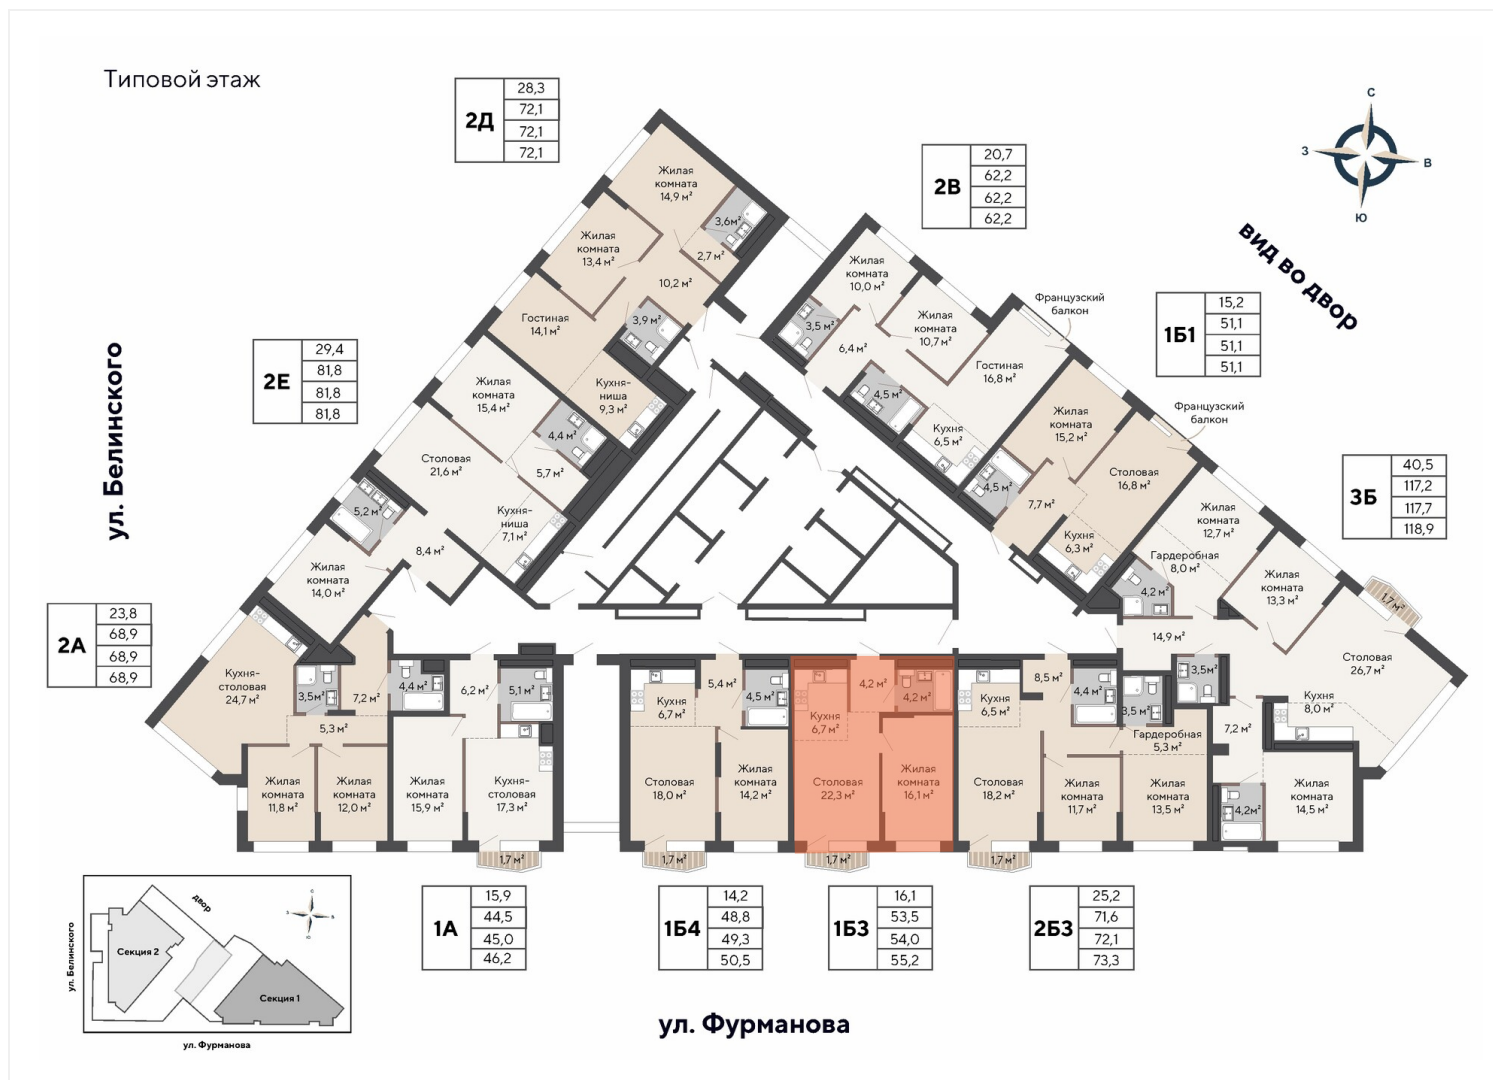 Типовой этаж
2Д
28,3
72,1
72,1
72,1
2В
20,7
62,2
62,2
62,2
С
З
В
Ю
вид во двор
1Б1
15,2
51,1
51,1
51,1
2Е
29,4
81,8
81,8
81,8
3Б
40,5
117,2
117,7
118,9
2А
23,8
68,9
68,9
68,9
ул. Белинского
Жилая
комната
14,9 м²
3,6м²
2,7 м²
Жилая
комната
13,4 м²
10,2 м²
Гостиная
14,1 м²
3,9 м²
Кухня-
ниша
9,3 м²
Жилая
комната
15,4 м²
4,4 м²
5,7 м²
Столовая
21,6 м²
Кухня-
ниша
7,1 м²
5,2 м²
8,4 м²
Жилая
комната
14,0 м²
Жилая
комната
10,0 м²
3,5 м²
6,4 м²
Жилая
комната
10,7 м²
Гостиная
16,8 м²
4,5 м²
Кухня
6,5 м²
Французский
балкон
Жилая
комната
15,2 м²
Столовая
16,8 м²
4,5 м²
7,7 м²
Кухня
6,3 м²
Французский
балкон
Жилая
комната
12,7 м²
Гардеробная
8,0 м²
4,2 м²
Жилая
комната
13,3 м²
1,7 м²
14,9 м²
Столовая
26,7 м²
3,5м²
Кухня
8,0 м²
7,2 м²
4,2м²
Жилая
комната
14,5 м²
Кухня-
столовая
24,7 м²
3,5м²
7,2 м²
5,3 м²
Жилая
комната
11,8 м²
Жилая
комната
12,0 м²
4,4 м²
6,2 м²
5,1 м²
Жилая
комната
15,9 м²
Кухня-
столовая
17,3 м²
1,7 м²
5,4 м²
4,5 м²
Кухня
6,7 м²
Столовая
18,0 м²
Жилая
комната
14,2 м²
1,7 м²
4,2 м²
4,2 м²
Кухня
6,7 м²
Столовая
22,3 м²
Жилая
комната
16,1 м²
1,7 м²
8,5 м²
4,4 м²
Кухня
6,5 м²
Столовая
18,2 м²
Жилая
комната
11,7 м²
3,5м²
Гардеробная
5,3 м²
Жилая
комната
13,5 м²
1,7 м²
1А
15,9
44,5
45,0
46,2
1Б4
14,2
48,8
49,3
50,5
1Б3
16,1
53,5
54,0
55,2
2Б3
25,2
71,6
72,1
73,3
ул. Фурманова
ул. Белинского
двор
Секция 2
Секция 1
С
З
В
Ю
ул. Фурманова